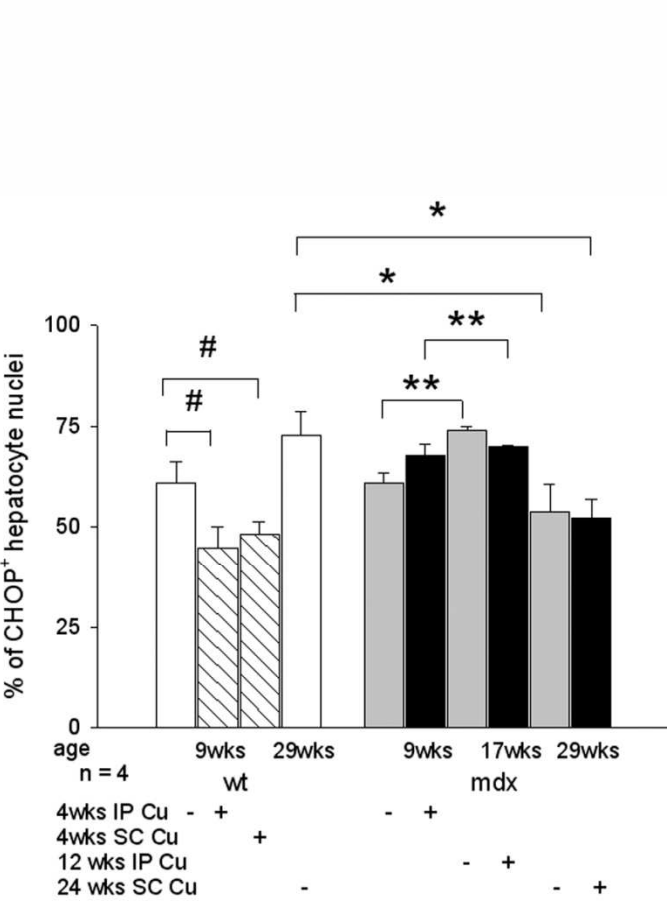 *
*
**
**
#
#
100
75
50
25
0
% of CHOP+ hepatocyte nuclei
age 9wks 29wks 9wks 17wks 29wks
n = 4
wt mdx
4wks IP Cu - + - +
4wks SC Cu +
12 wks IP Cu - +
24 wks SC Cu - - +